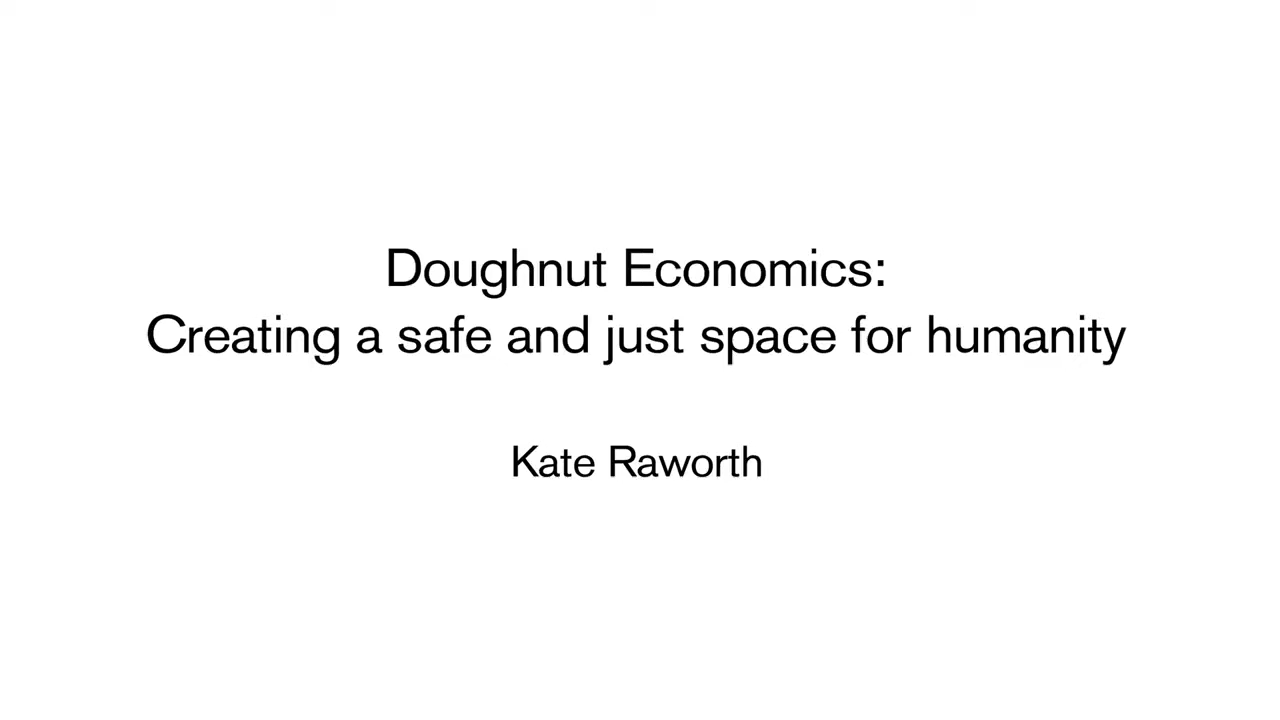 Doughnut Economics:
Creating a safe and just space for humanity
Kate Raworth